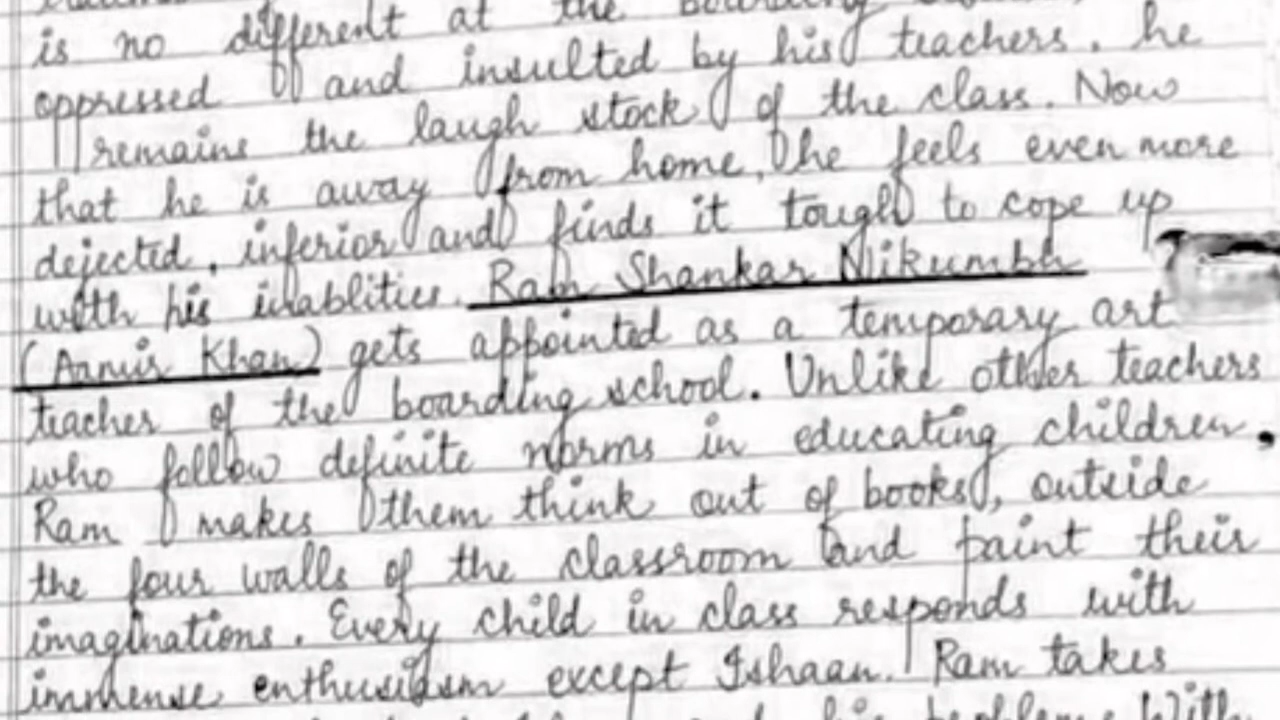 is no different at the boarding
oppressed and insulted by his teachers. he
remains the laugh stock of the class. Now
that he is away from home, he feels even more
dejected, inferior and finds it tough to cope up
with his inablities. Ram Shankar Nikumbh
(Aamir Khan) gets appointed as a temporary art
teacher of the boarding school. Unlike other teachers
who follow definite norms in educating children.
Ram makes them think out of books, outside
the four walls of the classroom and paint their
imaginations. Every child in class responds with
immense enthusiasm except Ishaan. Ram takes
his problems. With